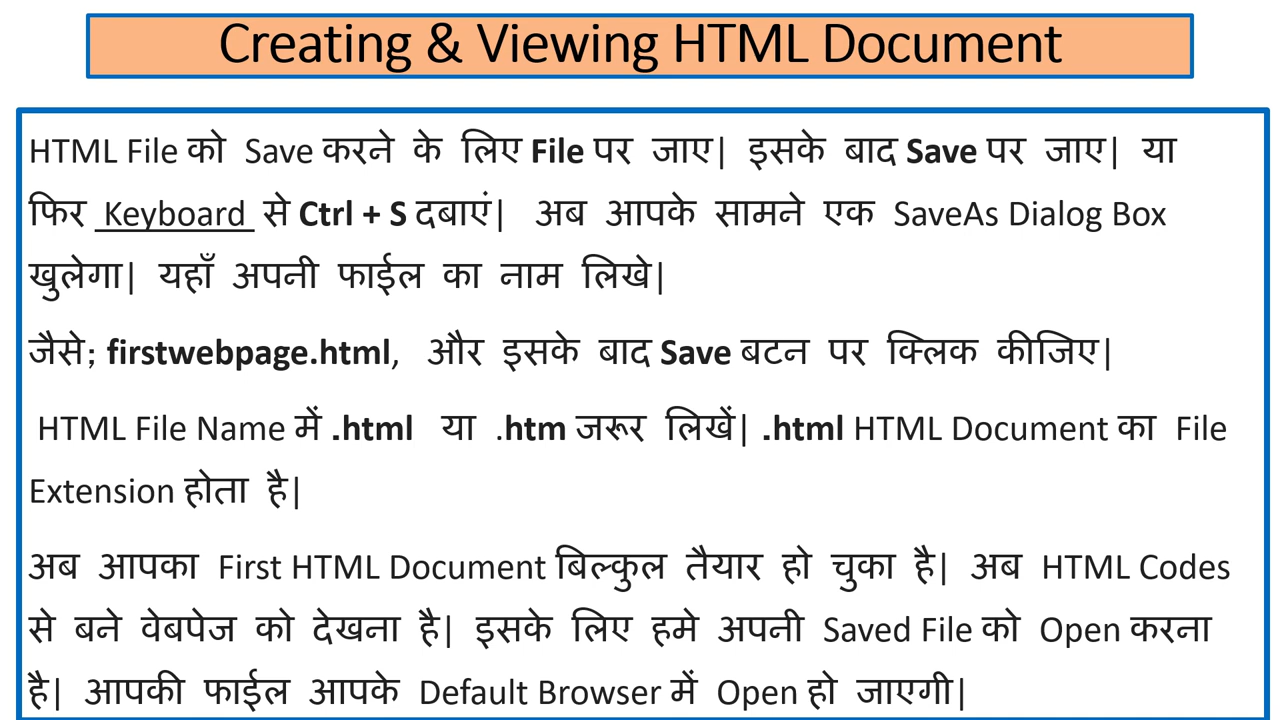 Creating & Viewing HTML Document
HTML File को Save करने के लिए File पर जाए| इसके बाद Save पर जाए| या
फिर Keyboard से Ctrl + S दबाएं| अब आपके सामने एक SaveAs Dialog Box
खुलेगा| यहाँ अपनी फाईल का नाम लिखे|
जैसे; firstwebpage.html, और इसके बाद Save बटन पर क्लिक कीजिए|
HTML File Name में .html या .htm जरूर लिखें| .html HTML Document का File
Extension होता है|
अब आपका First HTML Document बिल्कुल तैयार हो चुका है| अब HTML Codes
से बने वेबपेज को देखना है| इसके लिए हमे अपनी Saved File को Open करना
है| आपकी फाईल आपके Default Browser में Open हो जाएगी|